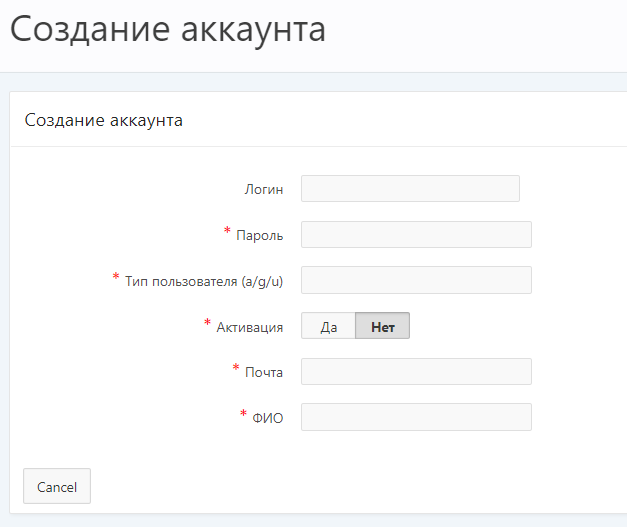 Создание аккаунта
Создание аккаунта
Логин
* Пароль
* Тип пользователя (a/g/u)
* Активация Да Нет
* Почта
* ФИО
Cancel